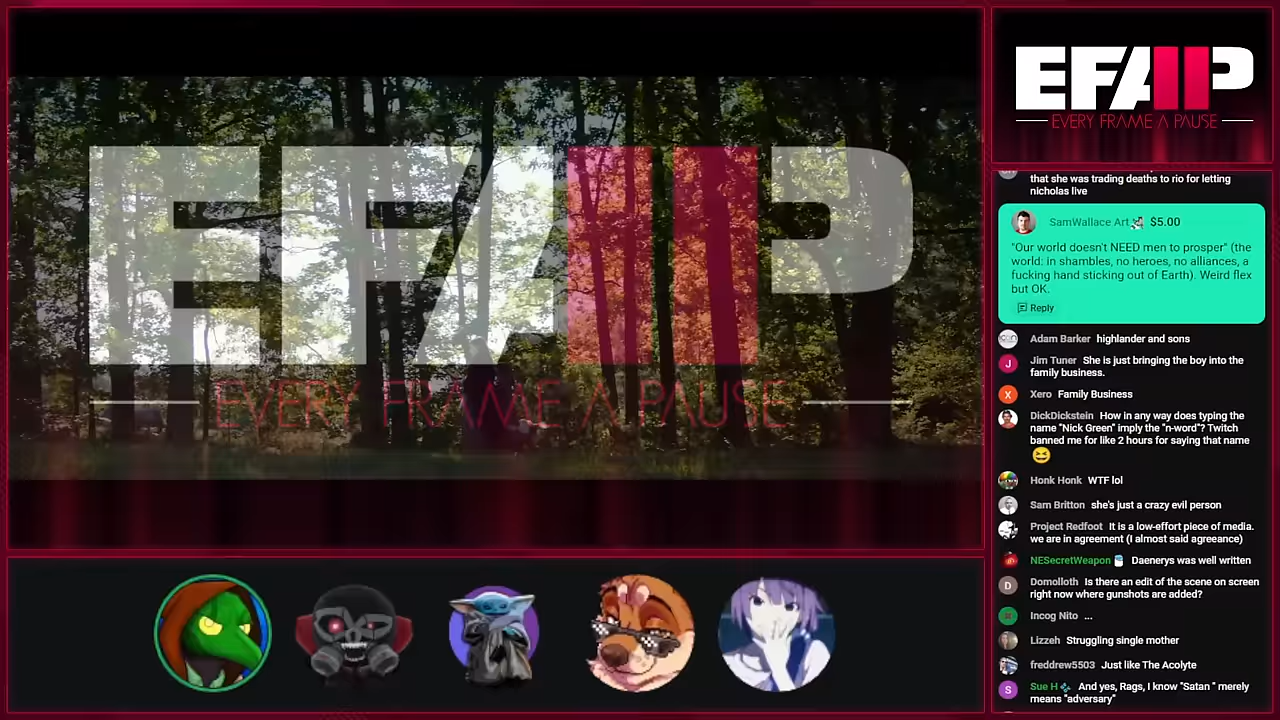 EFAP
EVERY FRAME A PAUSE
EFAP
EVERY FRAME A PAUSE
that she was trading deaths to rio for letting
nicholas live
SamWallace Art $5.00
"Our world doesn't NEED men to prosper" (the
world: in shambles, no heroes, no alliances, a
fucking hand sticking out of Earth). Weird flex
but OK.
Reply
Adam Barker highlander and sons
Jim Tuner She is just bringing the boy into the
family business.
Xero Family Business
DickDickstein How in any way does typing the
name "Nick Green" imply the "n-word"? Twitch
banned me for like 2 hours for saying that name
Honk Honk WTF lol
Sam Britton she's just a crazy evil person
Project Redfoot It is a low-effort piece of media.
we are in agreement (I almost said agreeance)
NESecretWeapon Daenerys was well written
Domolloth Is there an edit of the scene on screen
right now where gunshots are added?
Incog Nito ...
Lizzeh Struggling single mother
freddrew5503 Just like The Acolyte
Sue H And yes, Rags, I know "Satan " merely
means "adversary"